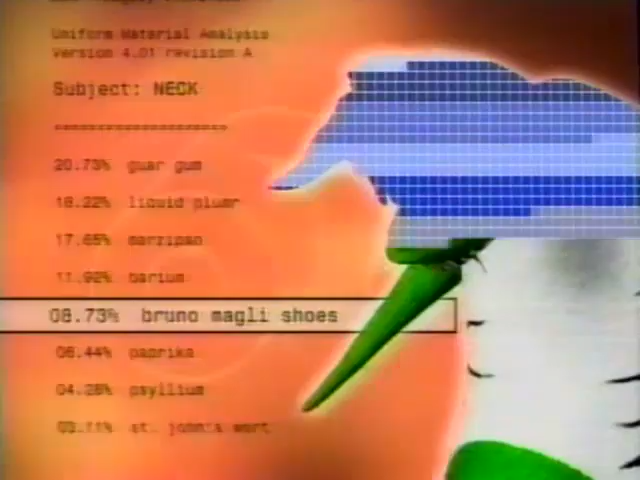 Uniform Material Analysis
Version 4.01 revision A
Subject: NECK
====================
20.73% guar gum
18.22% liquid plumr
17.65% marzipan
11.92% barium
08.73% bruno magli shoes
06.44% paprika
04.28% psyllium
03.11% st. john's wort